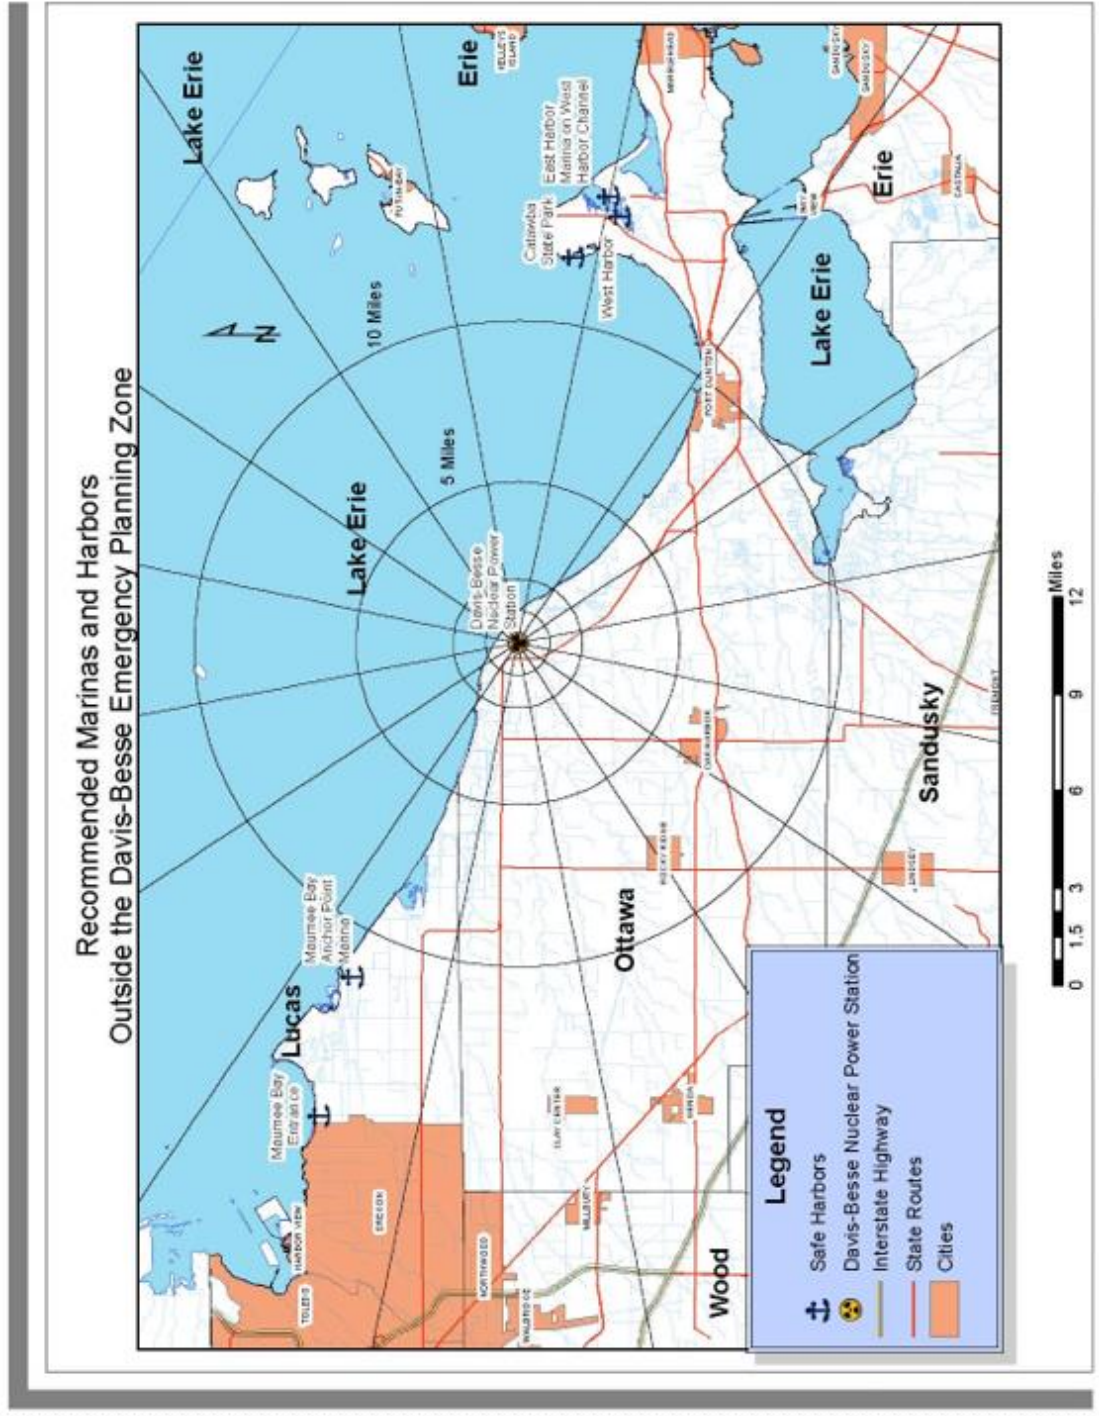 Recommended Marinas and Harbors
Outside the Davis-Besse Emergency Planning Zone
Lake Erie
Erie
KELLEYS
ISLAND
PUT-IN-BAY
10 Miles
N
5 Miles
Lake Erie
Davis-Besse
Nuclear Power
Station
Catawba
State Park
East Harbor
Marina on West
Harbor Channel
West Harbor
MARBLEHEAD
SANDUSKY
SANDUSKY
BAY
VIEW
Erie
CASTALIA
Lake Erie
PORT CLINTON
Maumee Bay
Anchor Point
Marina
Lucas
Maumee Bay
Entrance
HARBOR VIEW
TOLEDO
OREGON
NORTHWOOD
WALBRIDGE
MILLBURY
CLAY CENTER
GENOA
Ottawa
ROCKY RIDGE
OAK HARBOR
LINDSEY
Sandusky
FREMONT
Wood
Legend
Safe Harbors
Davis-Besse Nuclear Power Station
Interstate Highway
State Routes
Cities
0 1.5 3 6 9 12
Miles